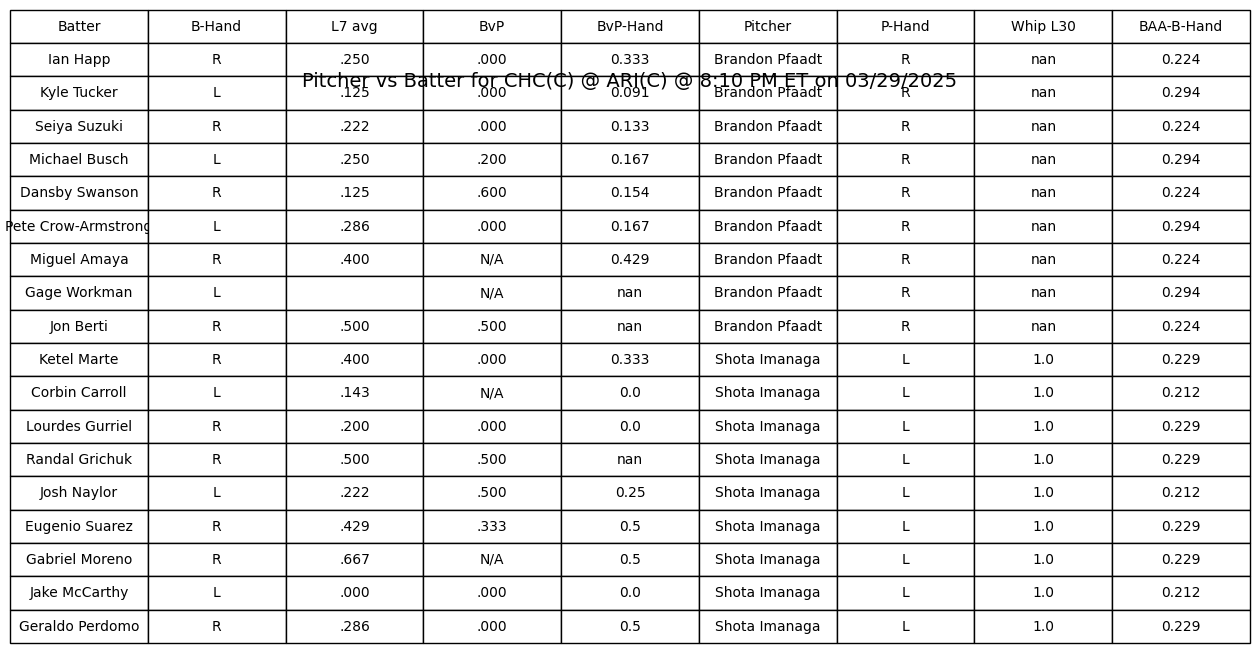 Batter B-Hand L7 avg BvP BvP-Hand Pitcher P-Hand Whip L30 BAA-B-Hand
Ian Happ R .250 .000 0.333 Brandon Pfaadt R nan 0.224
Pitcher vs Batter for CHC(C) @ ARI(C) @ 8:10 PM ET on 03/29/2025
Kyle Tucker L .125 .000 0.091 Brandon Pfaadt R nan 0.294
Seiya Suzuki R .222 .000 0.133 Brandon Pfaadt R nan 0.224
Michael Busch L .250 .200 0.167 Brandon Pfaadt R nan 0.294
Dansby Swanson R .125 .600 0.154 Brandon Pfaadt R nan 0.224
Pete Crow-Armstrong L .286 .000 0.167 Brandon Pfaadt R nan 0.294
Miguel Amaya R .400 N/A 0.429 Brandon Pfaadt R nan 0.224
Gage Workman L N/A nan Brandon Pfaadt R nan 0.294
Jon Berti R .500 .500 nan Brandon Pfaadt R nan 0.224
Ketel Marte R .400 .000 0.333 Shota Imanaga L 1.0 0.229
Corbin Carroll L .143 N/A 0.0 Shota Imanaga L 1.0 0.212
Lourdes Gurriel R .200 .000 0.0 Shota Imanaga L 1.0 0.229
Randal Grichuk R .500 .500 nan Shota Imanaga L 1.0 0.229
Josh Naylor L .222 .500 0.25 Shota Imanaga L 1.0 0.212
Eugenio Suarez R .429 .333 0.5 Shota Imanaga L 1.0 0.229
Gabriel Moreno R .667 N/A 0.5 Shota Imanaga L 1.0 0.229
Jake McCarthy L .000 .000 0.0 Shota Imanaga L 1.0 0.212
Geraldo Perdomo R .286 .000 0.5 Shota Imanaga L 1.0 0.229